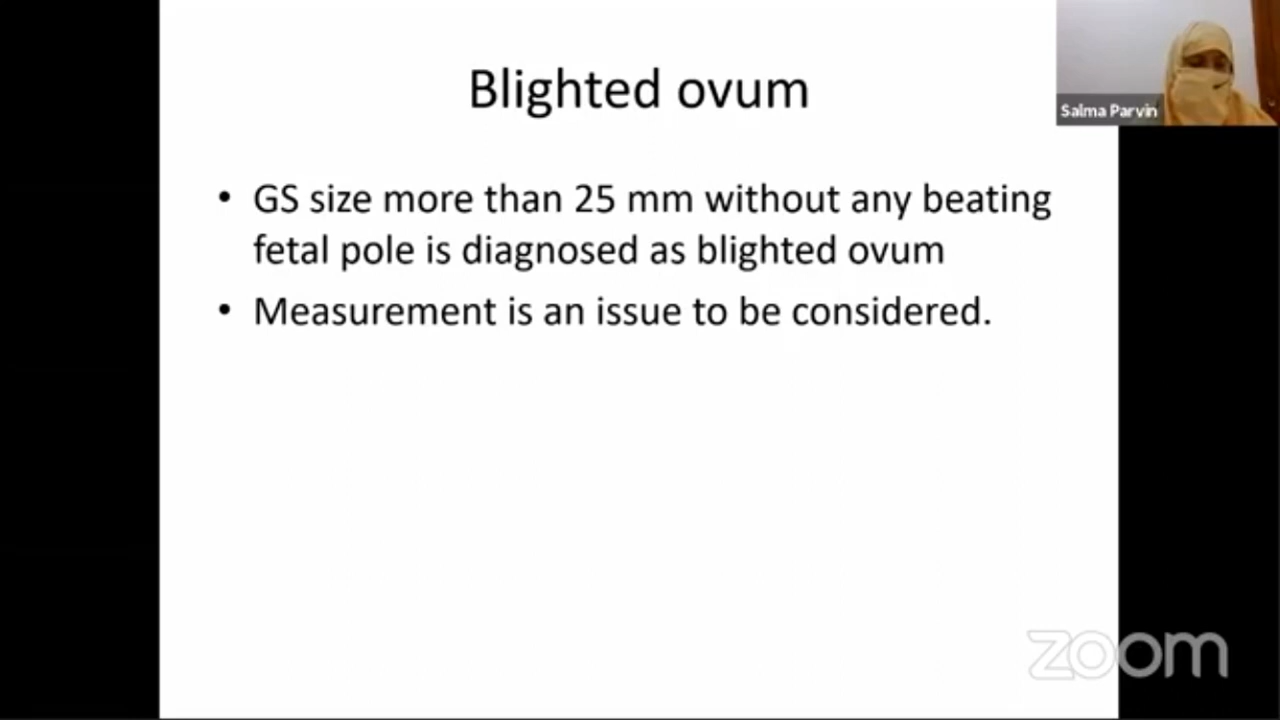 Blighted ovum
Salma Parvin
• GS size more than 25 mm without any beating
fetal pole is diagnosed as blighted ovum
• Measurement is an issue to be considered.
zoom